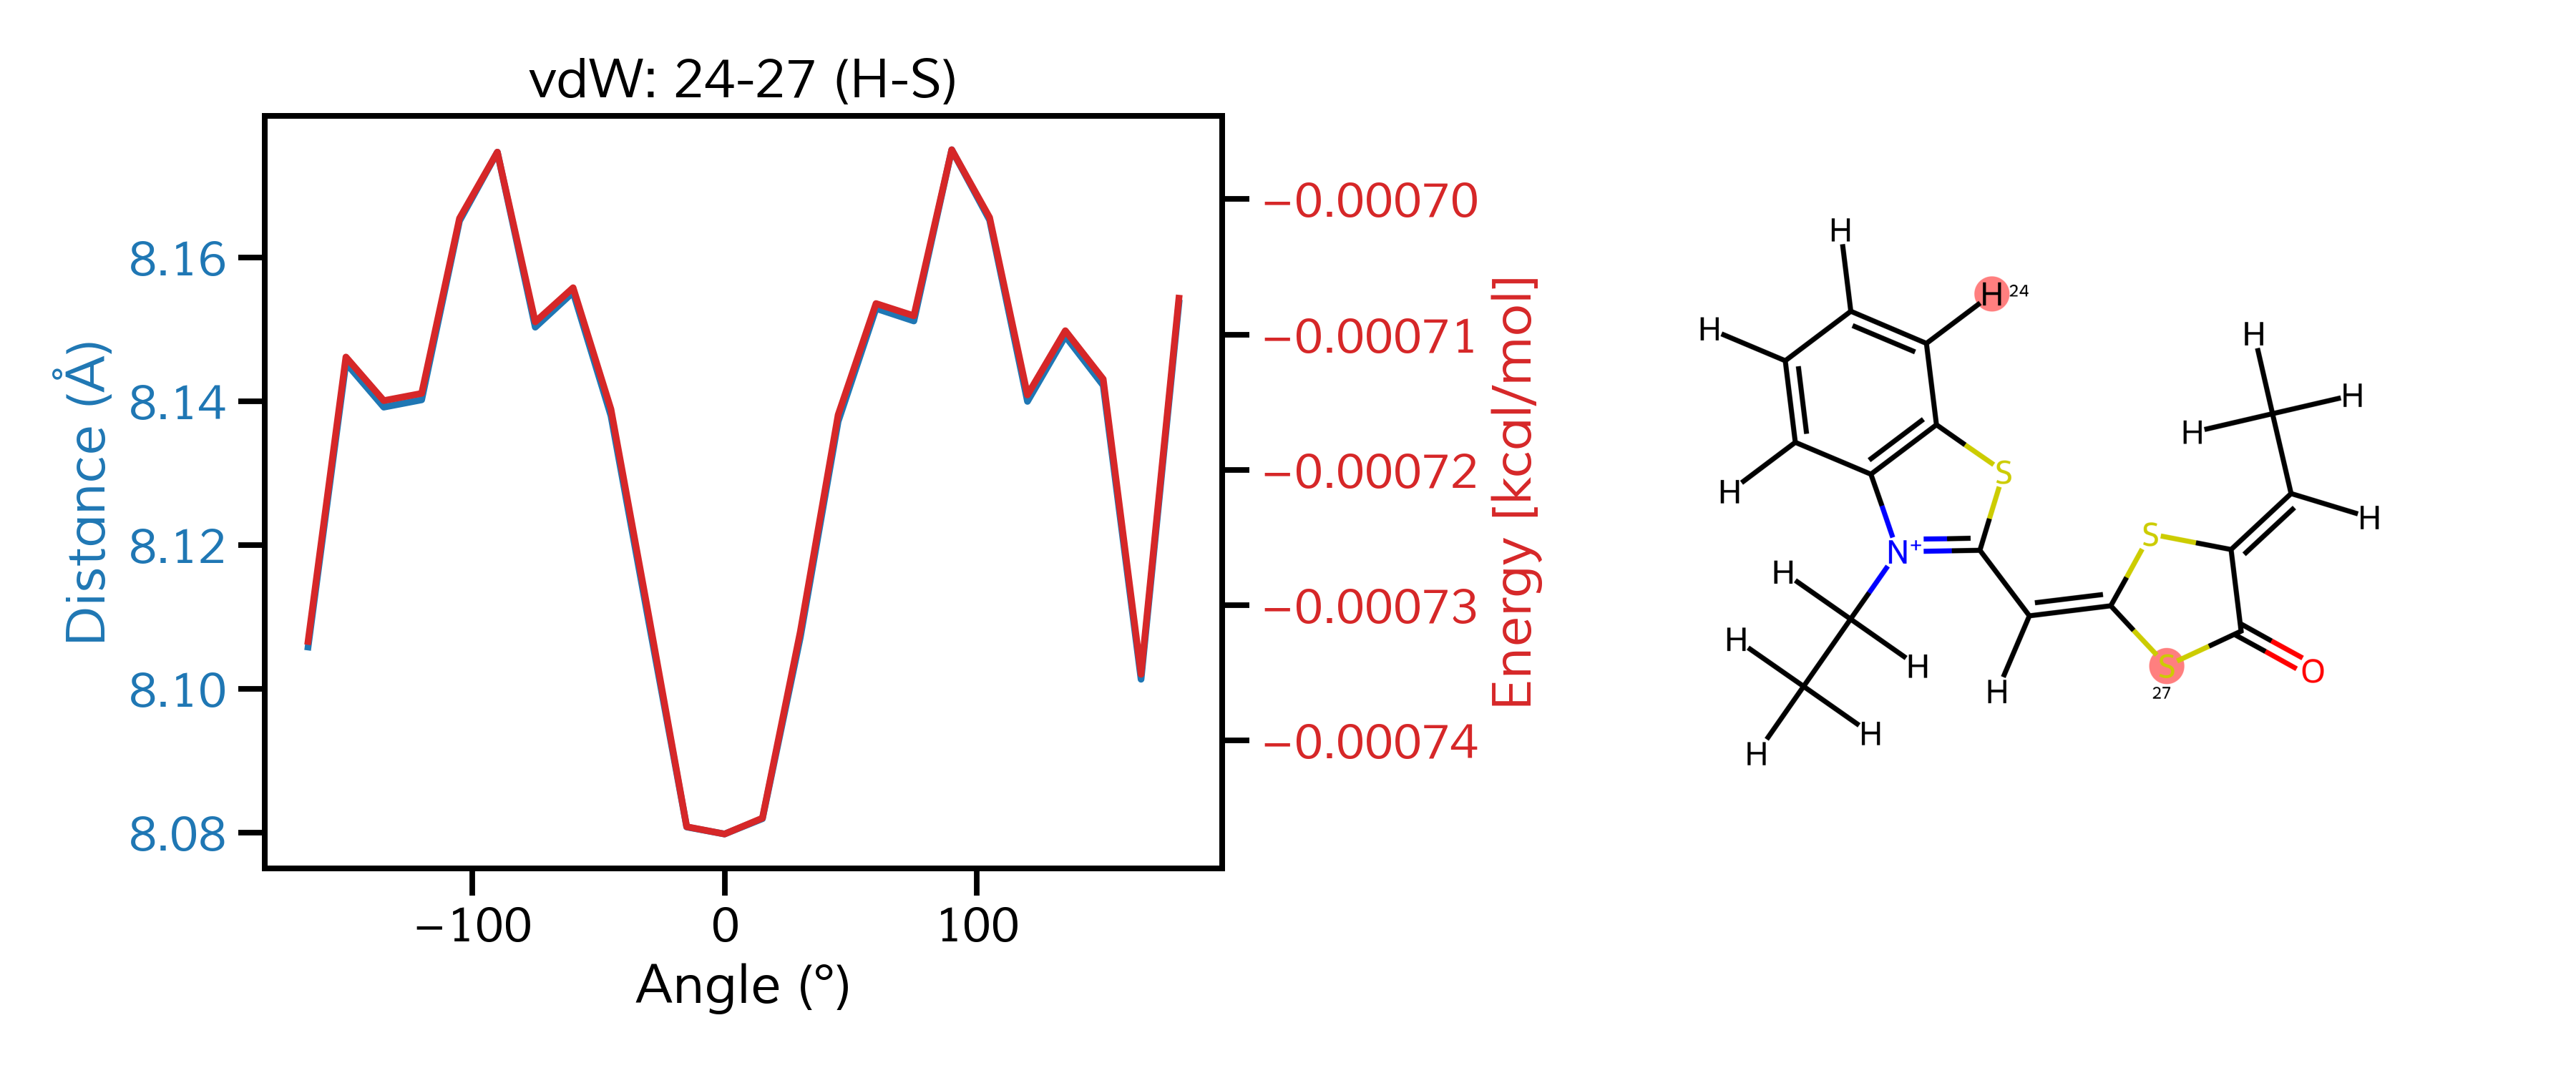 vdW: 24-27 (H-S)
Distance (Å)
8.16
8.14
8.12
8.10
8.08
−100
0
100
Angle (°)
−0.00070
−0.00071
−0.00072
−0.00073
−0.00074
Energy [kcal/mol]
H
H 24
H
H
H
H
H
S
S
H
N+
H
H
H
S
27
O
H
H
H